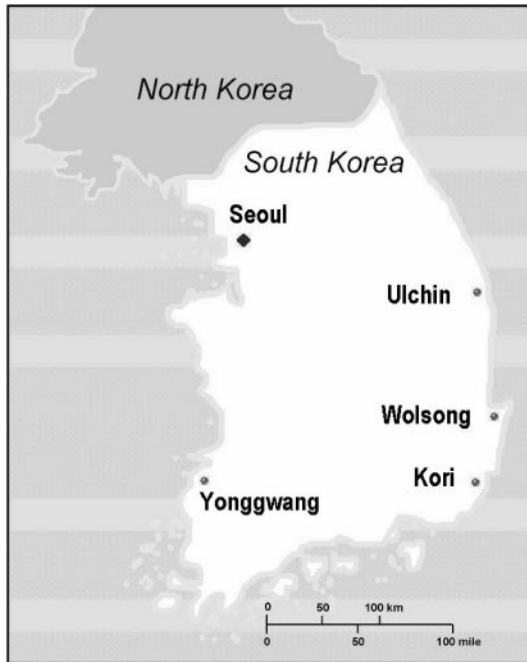 North Korea
South Korea
Seoul
Ulchin
Wolsong
Kori
Yonggwang
0 50 100 km
0 50 100 mile